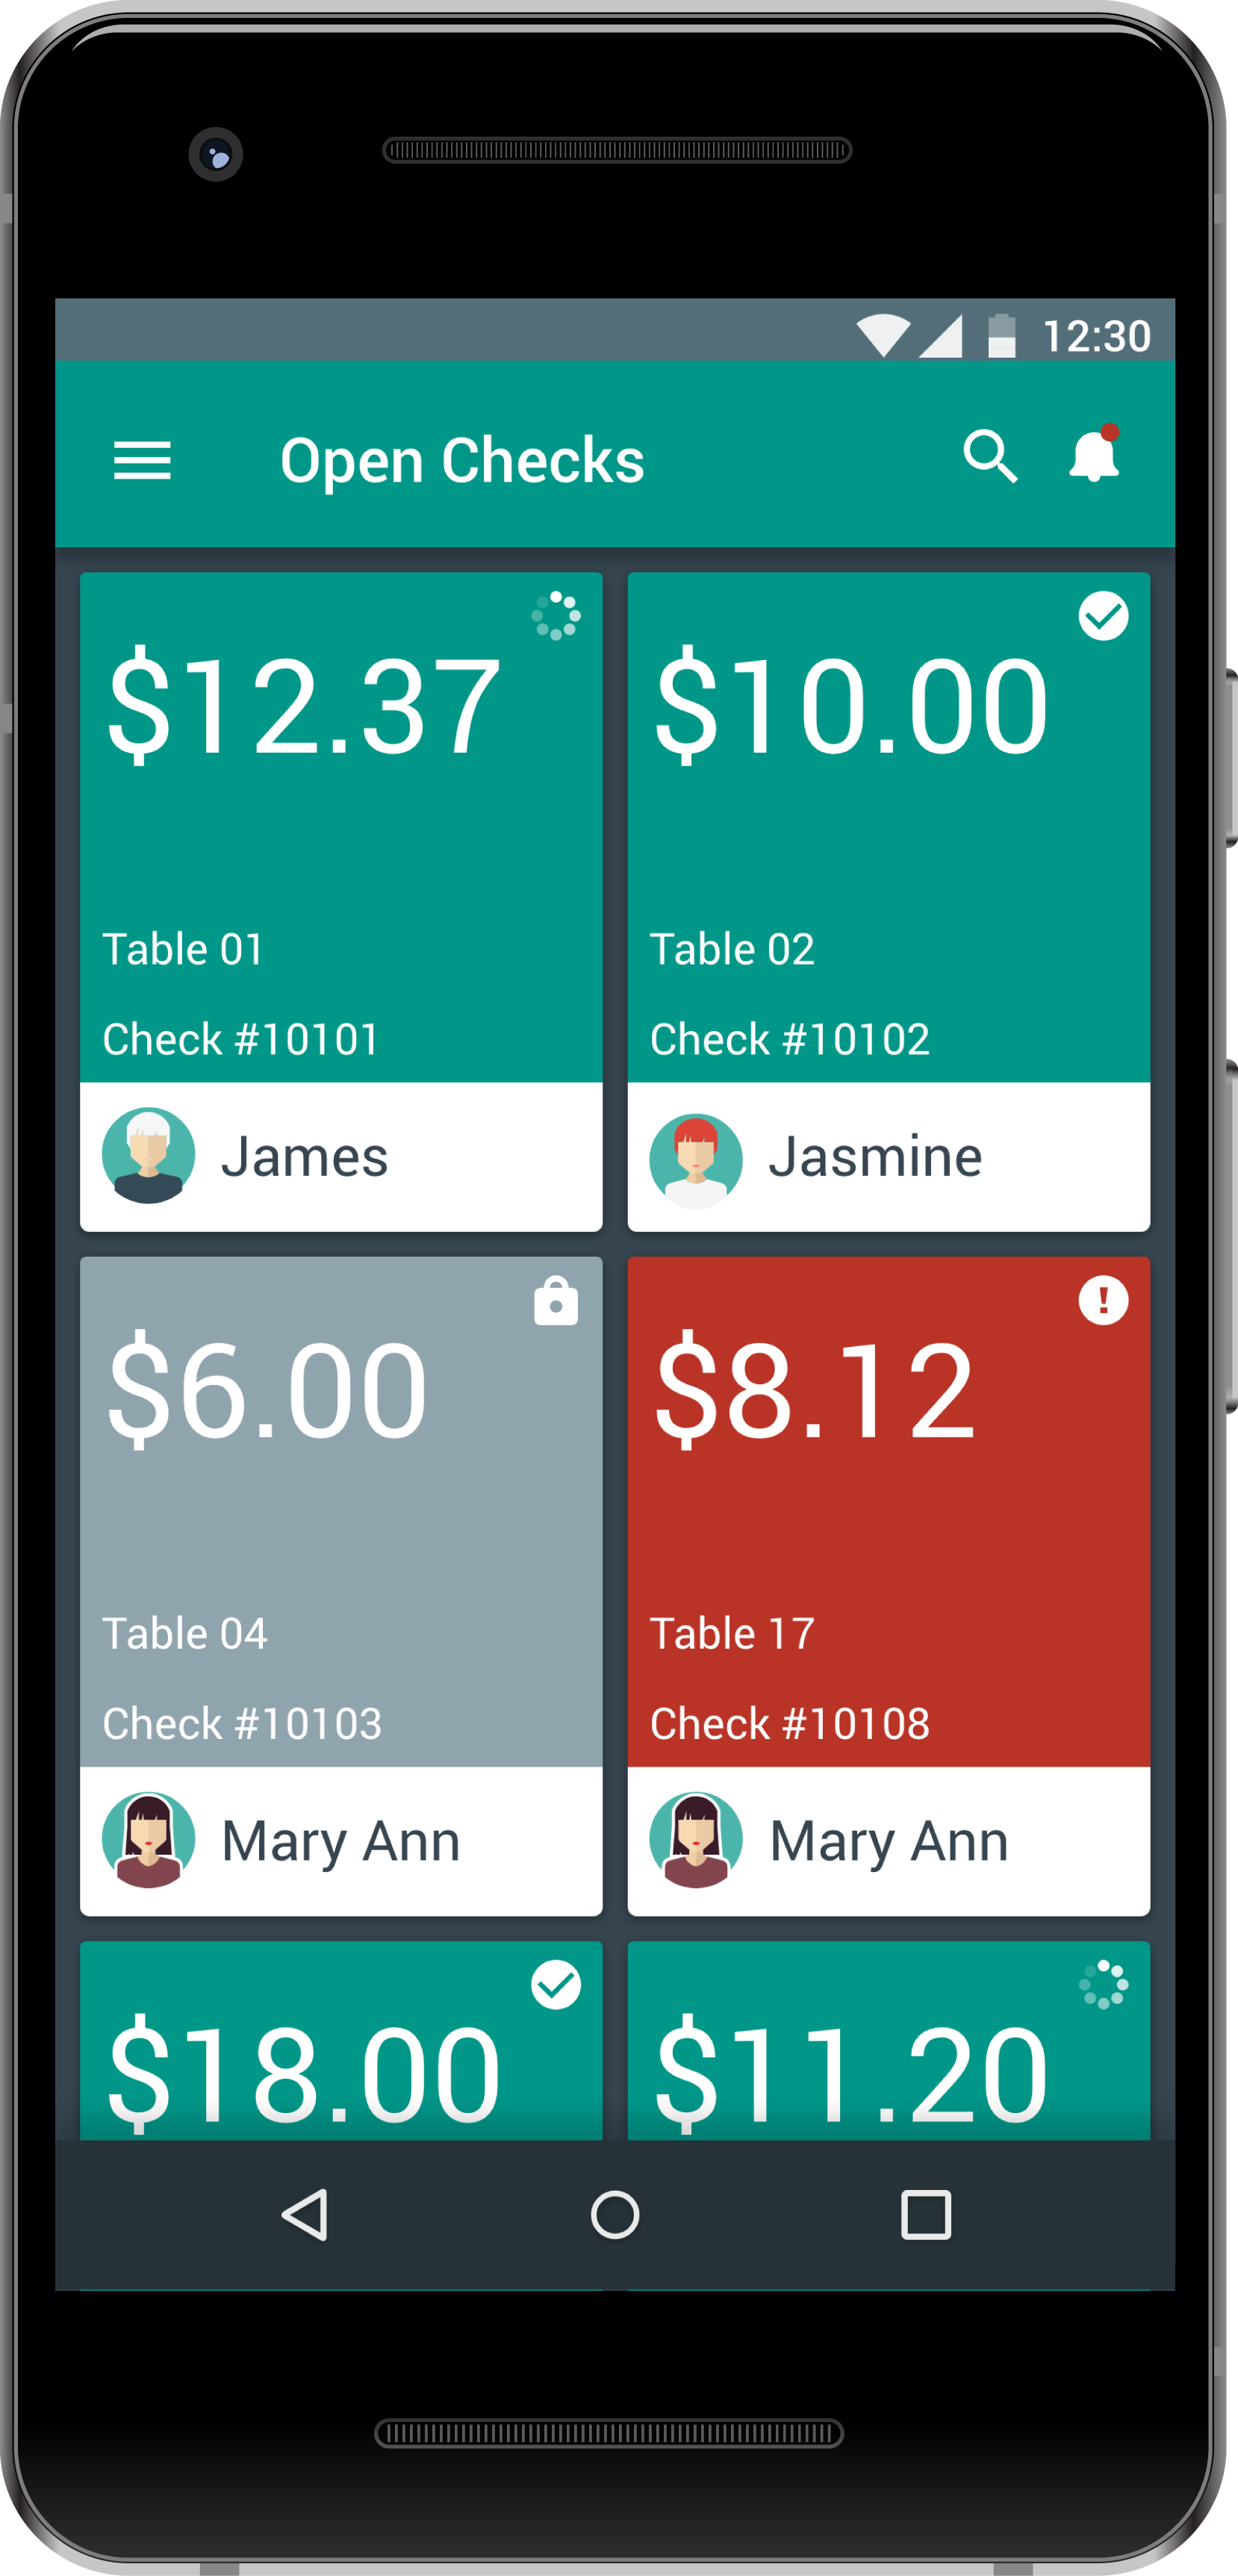 12:30
Open Checks
$12.37
Table 01
Check #10101
James
$10.00
Table 02
Check #10102
Jasmine
$6.00
Table 04
Check #10103
Mary Ann
$8.12
Table 17
Check #10108
Mary Ann
$18.00
$11.20